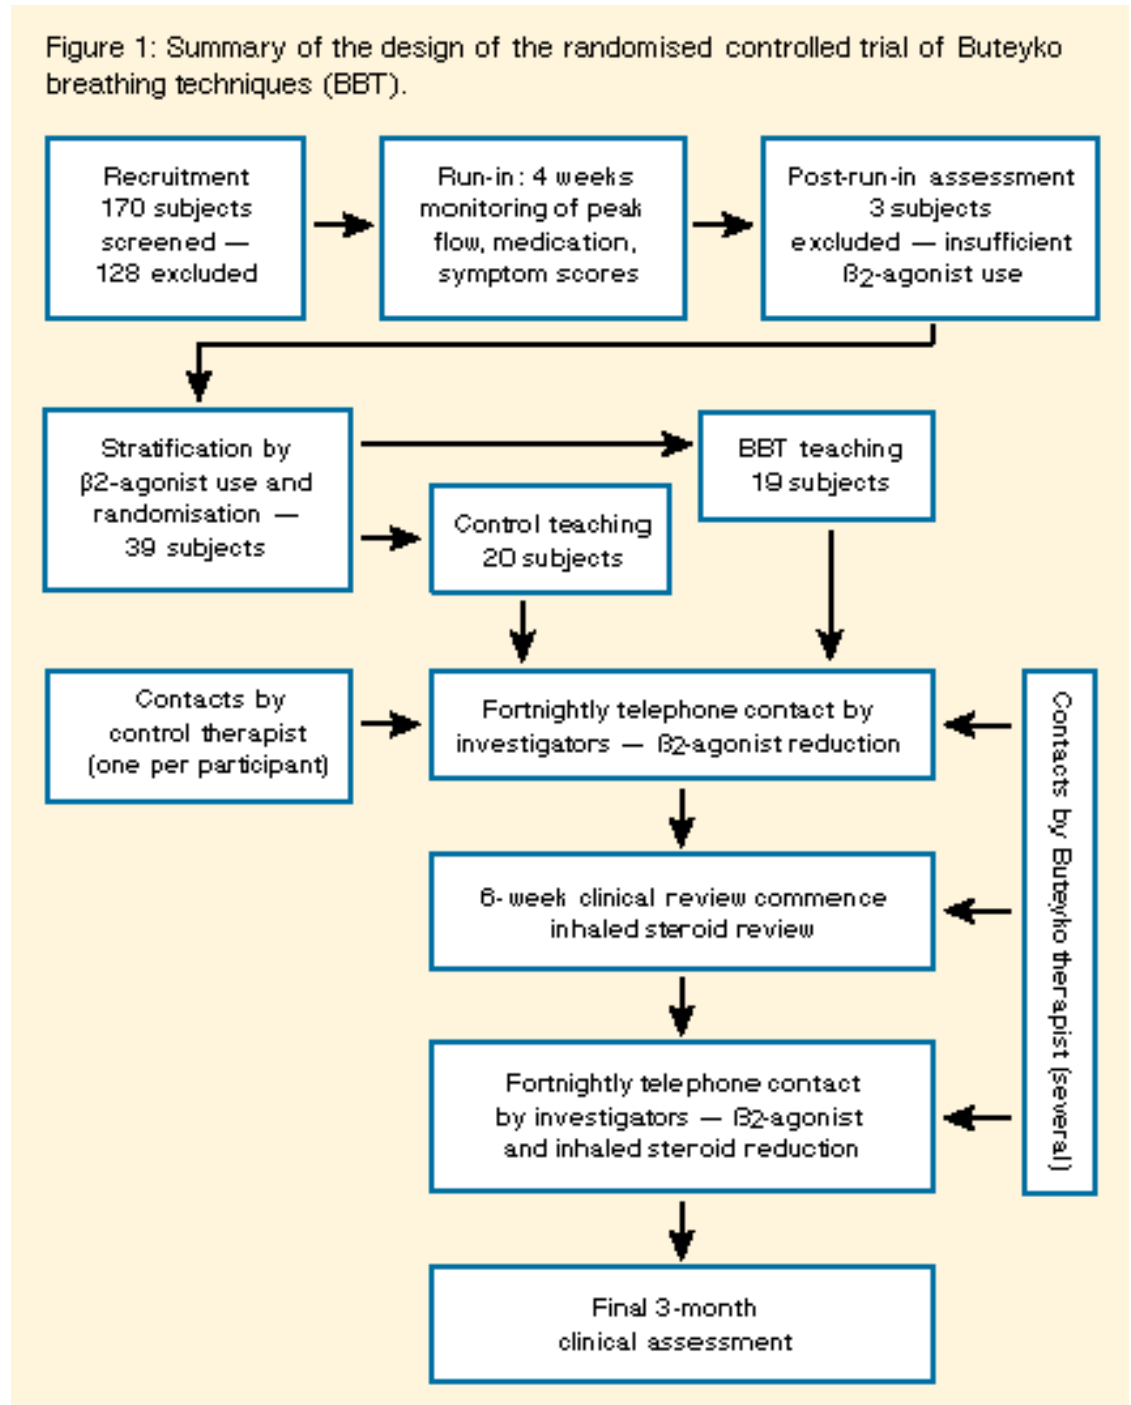 Figure 1: Summary of the design of the randomised controlled trial of Buteyko
breathing techniques (BBT).
Recruitment
170 subjects
screened —
128 excluded
Run-in: 4 weeks
monitoring of peak
flow, medication,
symptom scores
Post-run-in assessment
3 subjects
excluded — insufficient
ß2-agonist use
Stratification by
β2-agonist use and
randomisation —
39 subjects
BBT teaching
19 subjects
Control teaching
20 subjects
Contacts by
control therapist
(one per participant)
Fortnightly telephone contact by
investigators — ß2-agonist reduction
Contacts by Buteyko therapist (several)
6-week clinical review commence
inhaled steroid review
Fortnightly telephone contact
by investigators — ß2-agonist
and inhaled steroid reduction
Final 3-month
clinical assessment